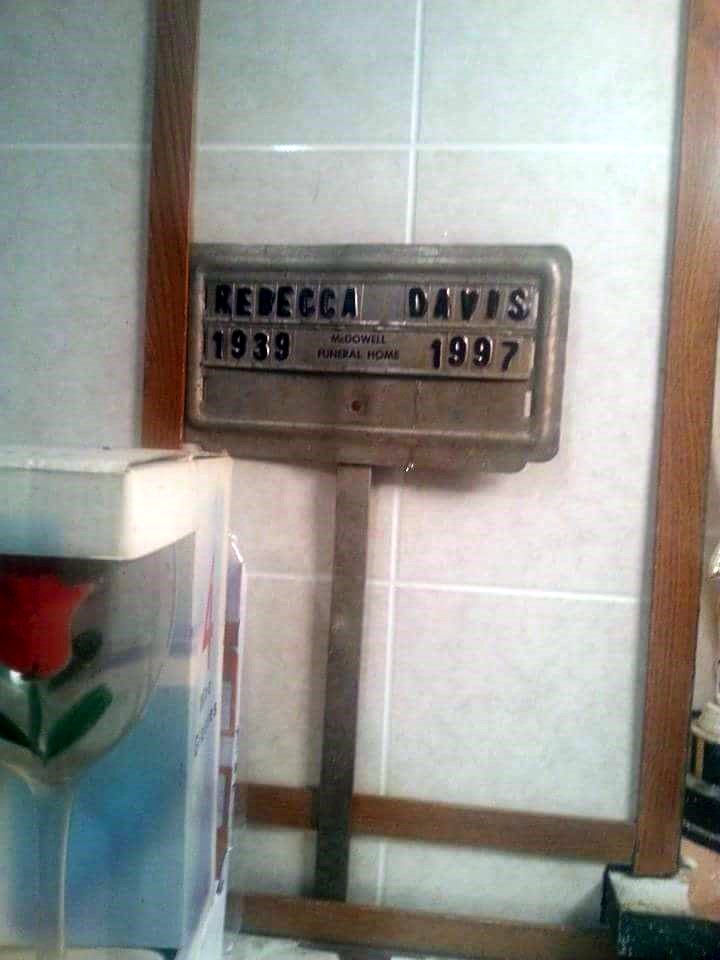 REBECCA DAVIS
1939 McDOWELL FUNERAL HOME 1997